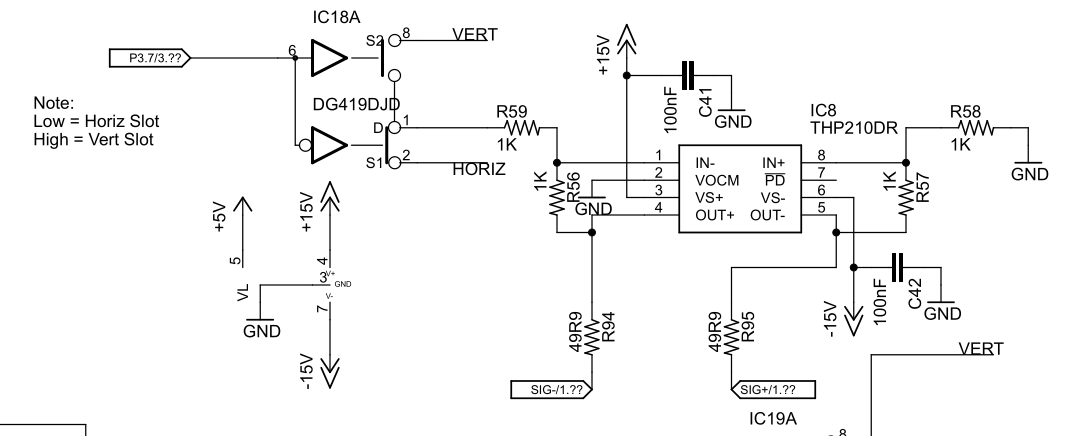 IC18A
P3.7/3.??
6
S2
8
VERT
Note:
Low = Horiz Slot
High = Vert Slot
DG419DJD
D
1
S1
2
HORIZ
R59
1K
+15V
100nF
C41
GND
IC8
THP210DR
R58
1K
GND
1K
R56
GND
1
2
3
4
IN-
VOCM
VS+
OUT+
IN+
PD
VS-
OUT-
8
7
6
5
1K
R57
+5V
+15V
5
VL
4
V+
3
GND
V-
7
GND
-15V
49R9
R94
49R9
R95
-15V
100nF
C42
GND
SIG-/1.??
SIG+/1.??
IC19A
VERT
8